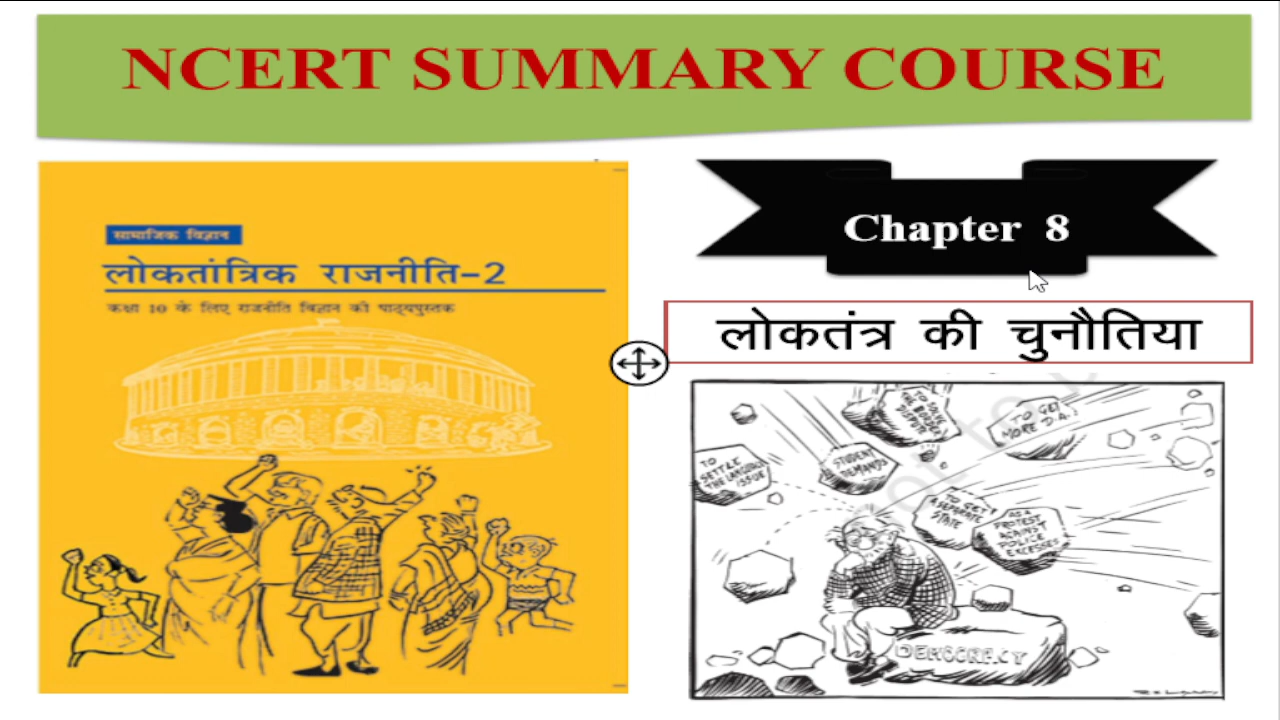 NCERT SUMMARY COURSE
सामाजिक विज्ञान
लोकतांत्रिक राजनीति-2
कक्षा 10 के लिए राजनीति विज्ञान की पाठ्यपुस्तक
Chapter 8
लोकतंत्र की चुनौतिया
TO GET
MORE D.A.
TO
SETTLE
THE LANGUAGE
ISSUE
STUDENT
DEMANDS
TO GET
A SEPARATE
STATE
AS A
PROTEST
AGAINST
POLICE
EXCESSES
DEMOCRACY